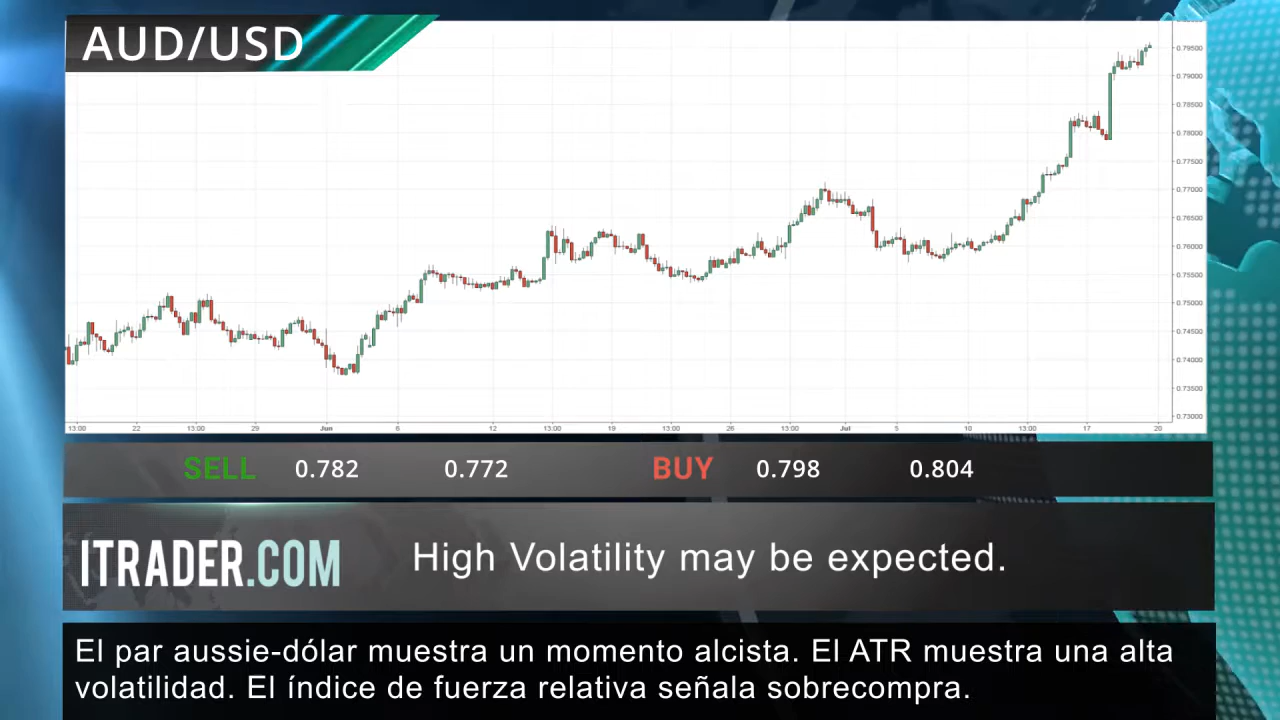 AUD/USD
0.79500
0.79000
0.78500
0.78000
0.77500
0.77000
0.76500
0.76000
0.75500
0.75000
0.74500
0.74000
0.73500
0.73000
13:00 22 13:00 29 Jun 6 12 13:00 19 13:00 26 13:00 Jul 5 10 13:00 17 20
SELL 0.782 0.772 BUY 0.798 0.804
ITRADER.COM High Volatility may be expected.
El par aussie-dólar muestra un momento alcista. El ATR muestra una alta
volatilidad. El índice de fuerza relativa señala sobrecompra.